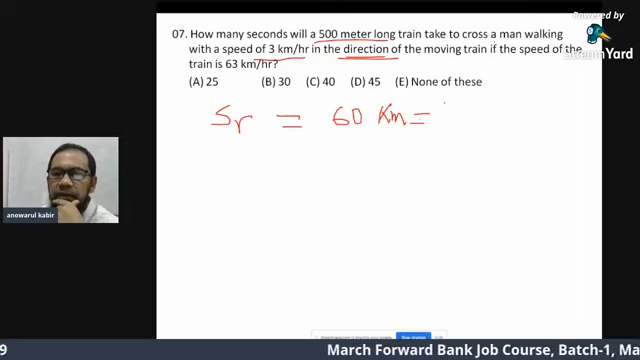 Powered by
StreamYard
07. How many seconds will a 500 meter long train take to cross a man walking
with a speed of 3 km/hr in the direction of the moving train if the speed of the
train is 63 km/hr?
(A) 25 (B) 30 (C) 40 (D) 45 (E) None of these
Sr = 60 Km =
anowarul kabir
9 March Forward Bank Job Course, Batch-1, Ma